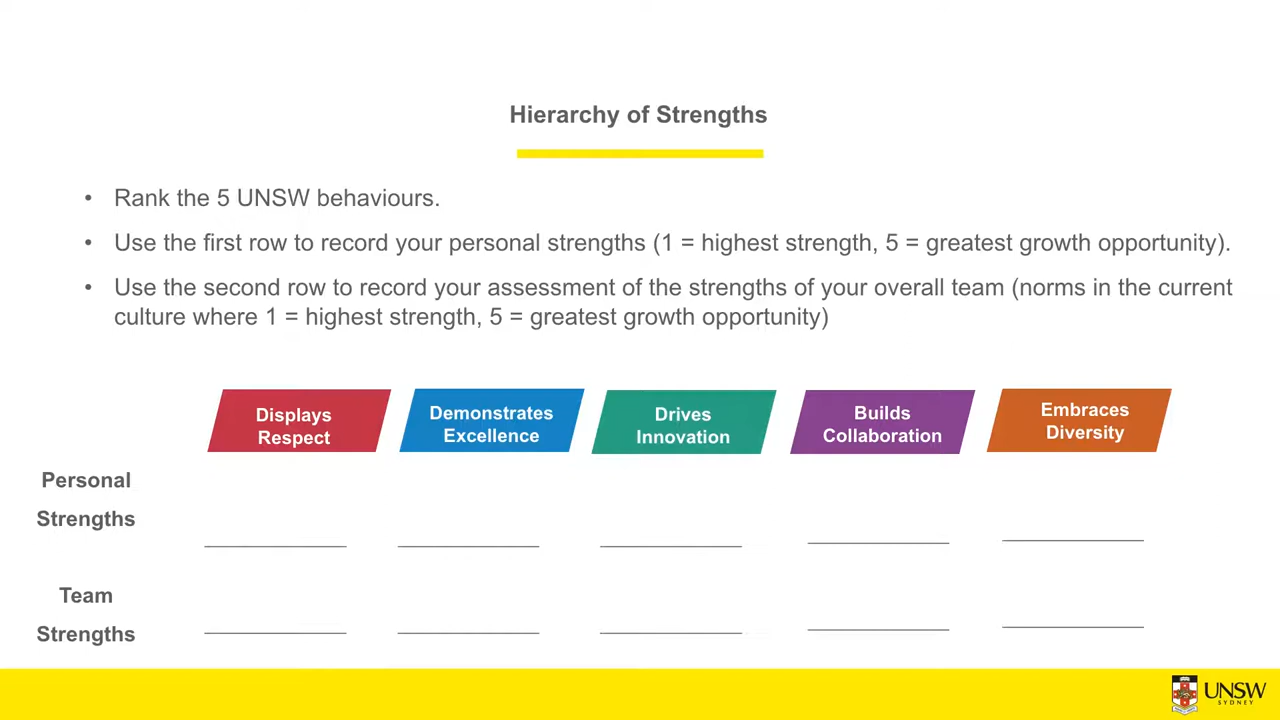 Hierarchy of Strengths
• Rank the 5 UNSW behaviours.
• Use the first row to record your personal strengths (1 = highest strength, 5 = greatest growth opportunity).
• Use the second row to record your assessment of the strengths of your overall team (norms in the current
culture where 1 = highest strength, 5 = greatest growth opportunity)
Displays
Respect
Demonstrates
Excellence
Drives
Innovation
Builds
Collaboration
Embraces
Diversity
Personal
Strengths
Team
Strengths
UNSW
SYDNEY